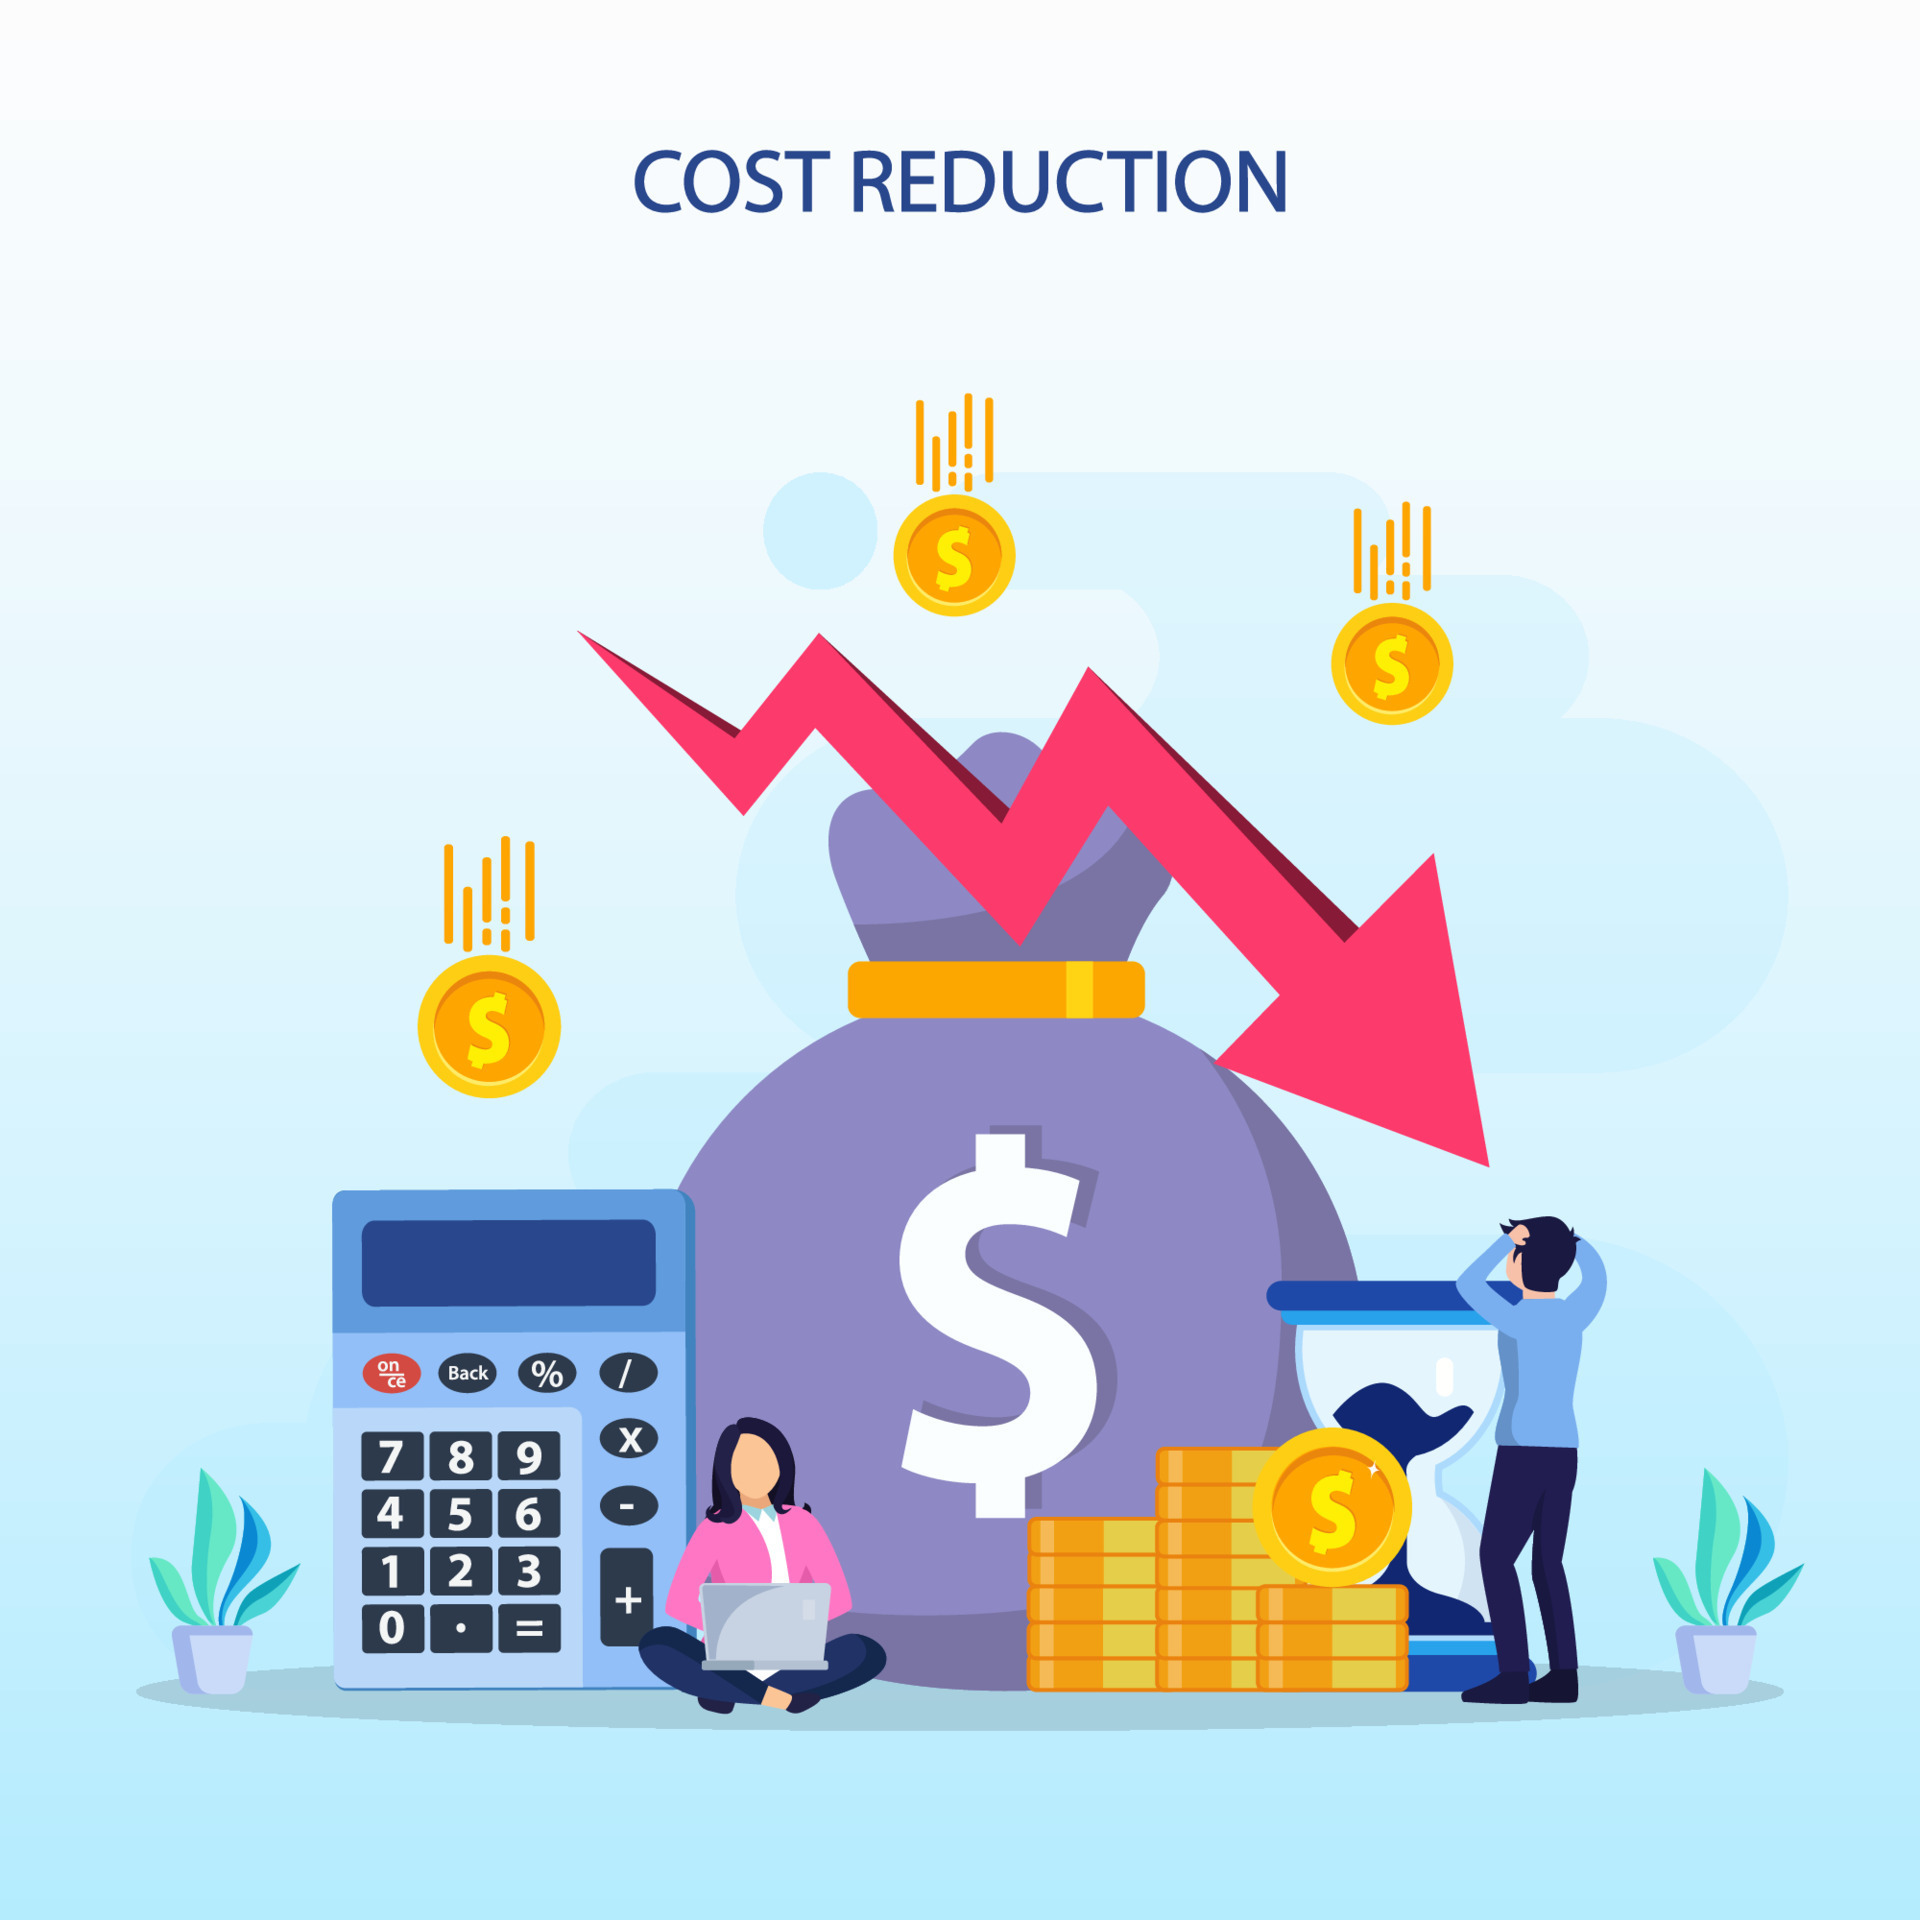 COST REDUCTION
$
$
$
$
on
ce
Back % /
7 8 9 x
4 5 6 -
1 2 3 +
0 . =
$